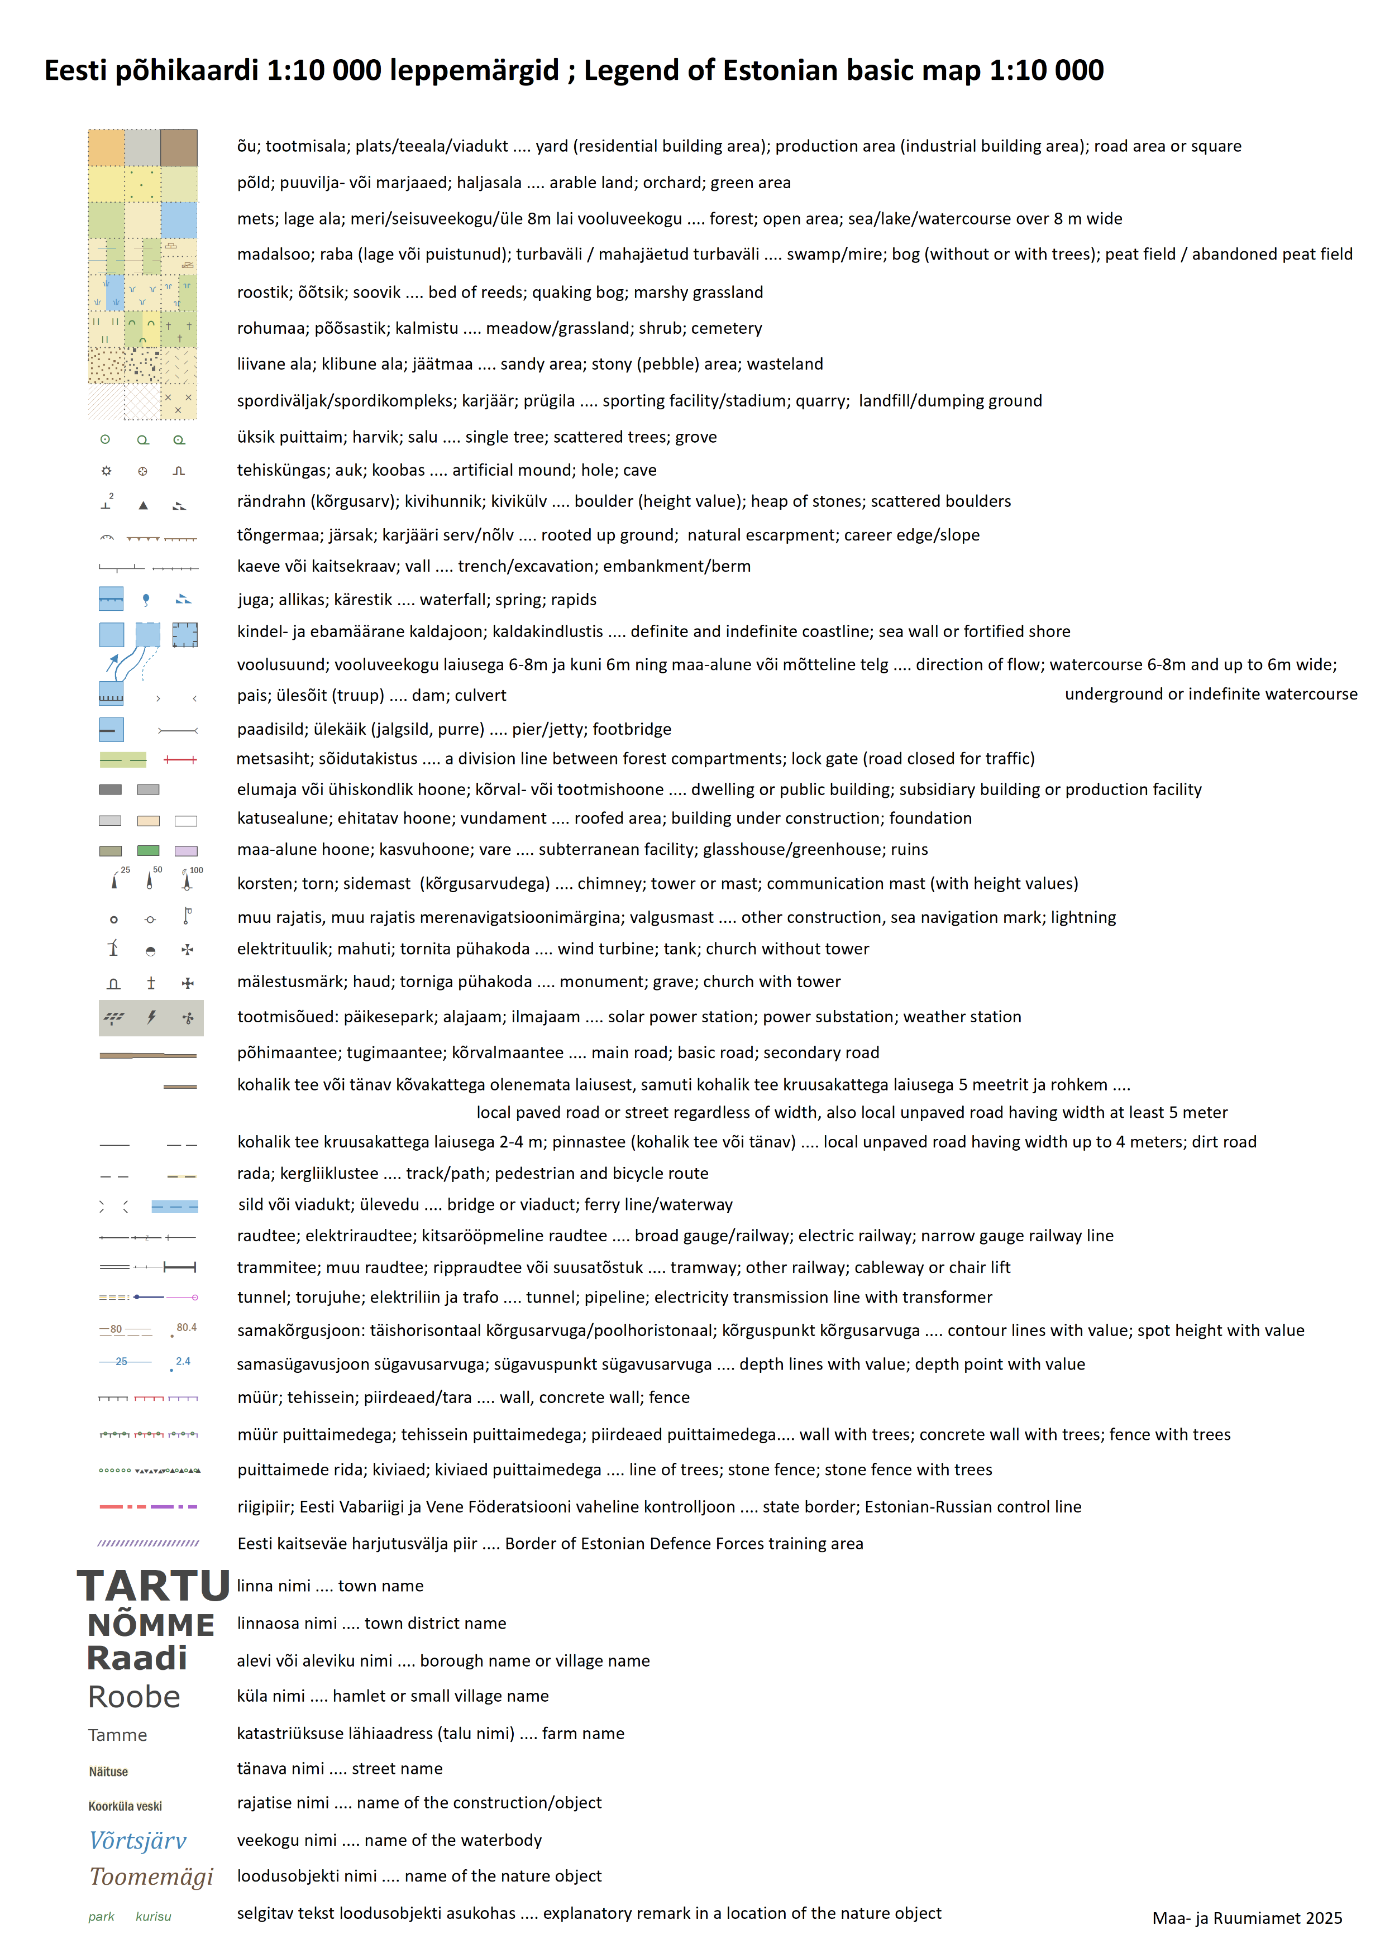 Eesti põhikaardi 1:10 000 leppemärgid ; Legend of Estonian basic map 1:10 000
õu; tootmisala; plats/teeala/viadukt .... yard (residential building area); production area (industrial building area); road area or square
põld; puuvilja- või marjaaed; haljasala .... arable land; orchard; green area
mets; lage ala; meri/seisuveekogu/üle 8m lai vooluveekogu .... forest; open area; sea/lake/watercourse over 8 m wide
madalsoo; raba (lage või puistunud); turbaväli / mahajäetud turbaväli .... swamp/mire; bog (without or with trees); peat field / abandoned peat field
roostik; õõtsik; soovik .... bed of reeds; quaking bog; marshy grassland
rohumaa; põõsastik; kalmistu .... meadow/grassland; shrub; cemetery
liivane ala; klibune ala; jäätmaa .... sandy area; stony (pebble) area; wasteland
spordiväljak/spordikompleks; karjäär; prügila .... sporting facility/stadium; quarry;  landfill/dumping ground
üksik puittaim; harvik; salu .... single tree; scattered trees; grove
tehisküngas; auk; koobas .... artificial mound; hole; cave
2 rändrahn (kõrgusarv); kivihunnik; kivikülv .... boulder (height value); heap of stones; scattered boulders
tõngermaa; järsak; karjääri serv/nõlv .... rooted up ground;  natural escarpment; career edge/slope
kaeve või kaitsekraav; vall .... trench/excavation; embankment/berm
juga; allikas; kärestik .... waterfall; spring; rapids
kindel- ja ebamäärane kaldajoon; kaldakindlustis .... definite and indefinite coastline; sea wall or fortified shore
voolusuund; vooluveekogu laiusega 6-8m ja kuni 6m ning maa-alune või mõtteline telg .... direction of flow; watercourse 6-8m and up to 6m wide;
pais; ülesõit (truup) .... dam; culvert underground or indefinite watercourse
paadisild; ülekäik (jalgsild, purre) .... pier/jetty; footbridge
metsasiht; sõidutakistus .... a division line between forest compartments; lock gate (road closed for traffic)
elumaja või ühiskondlik hoone; kõrval- või tootmishoone .... dwelling or public building; subsidiary building or production facility
katusealune; ehitatav hoone; vundament .... roofed area; building under construction; foundation
maa-alune hoone; kasvuhoone; vare .... subterranean facility; glasshouse/greenhouse; ruins
25 50 100 korsten; torn; sidemast  (kõrgusarvudega) .... chimney; tower or mast; communication mast (with height values)
muu rajatis, muu rajatis merenavigatsioonimärgina; valgusmast .... other construction, sea navigation mark; lightning
elektrituulik; mahuti; tornita pühakoda .... wind turbine; tank; church without tower
mälestusmärk; haud; torniga pühakoda .... monument; grave; church with tower
tootmisõued: päikesepark; alajaam; ilmajaam .... solar power station; power substation; weather station
põhimaantee; tugimaantee; kõrvalmaantee .... main road; basic road; secondary road
kohalik tee või tänav kõvakattega olenemata laiusest, samuti kohalik tee kruusakattega laiusega 5 meetrit ja rohkem ....
local paved road or street regardless of width, also local unpaved road having width at least 5 meter
kohalik tee kruusakattega laiusega 2-4 m; pinnastee (kohalik tee või tänav) .... local unpaved road having width up to 4 meters; dirt road
rada; kergliiklustee .... track/path; pedestrian and bicycle route
sild või viadukt; ülevedu .... bridge or viaduct; ferry line/waterway
raudtee; elektriraudtee; kitsarööpmeline raudtee .... broad gauge/railway; electric railway; narrow gauge railway line
trammitee; muu raudtee; rippraudtee või suusatõstuk .... tramway; other railway; cableway or chair lift
tunnel; torujuhe; elektriliin ja trafo .... tunnel; pipeline; electricity transmission line with transformer
80 80.4 samakõrgusjoon: täishorisontaal kõrgusarvuga/poolhoristonaal; kõrguspunkt kõrgusarvuga .... contour lines with value; spot height with value
25 2.4 samasügavusjoon sügavusarvuga; sügavuspunkt sügavusarvuga .... depth lines with value; depth point with value
müür; tehissein; piirdeaed/tara .... wall, concrete wall; fence
müür puittaimedega; tehissein puittaimedega; piirdeaed puittaimedega.... wall with trees; concrete wall with trees; fence with trees
puittaimede rida; kiviaed; kiviaed puittaimedega .... line of trees; stone fence; stone fence with trees
riigipiir; Eesti Vabariigi ja Vene Föderatsiooni vaheline kontrolljoon .... state border; Estonian-Russian control line
Eesti kaitseväe harjutusvälja piir .... Border of Estonian Defence Forces training area
TARTU linna nimi .... town name
NÕMME linnaosa nimi .... town district name
Raadi alevi või aleviku nimi .... borough name or village name
Roobe küla nimi .... hamlet or small village name
Tamme katastriüksuse lähiaadress (talu nimi) .... farm name
Näituse tänava nimi .... street name
Koorküla veski rajatise nimi .... name of the construction/object
Võrtsjärv veekogu nimi .... name of the waterbody
Toomemägi loodusobjekti nimi .... name of the nature object
park kurisu selgitav tekst loodusobjekti asukohas .... explanatory remark in a location of the nature object
Maa- ja Ruumiamet 2025